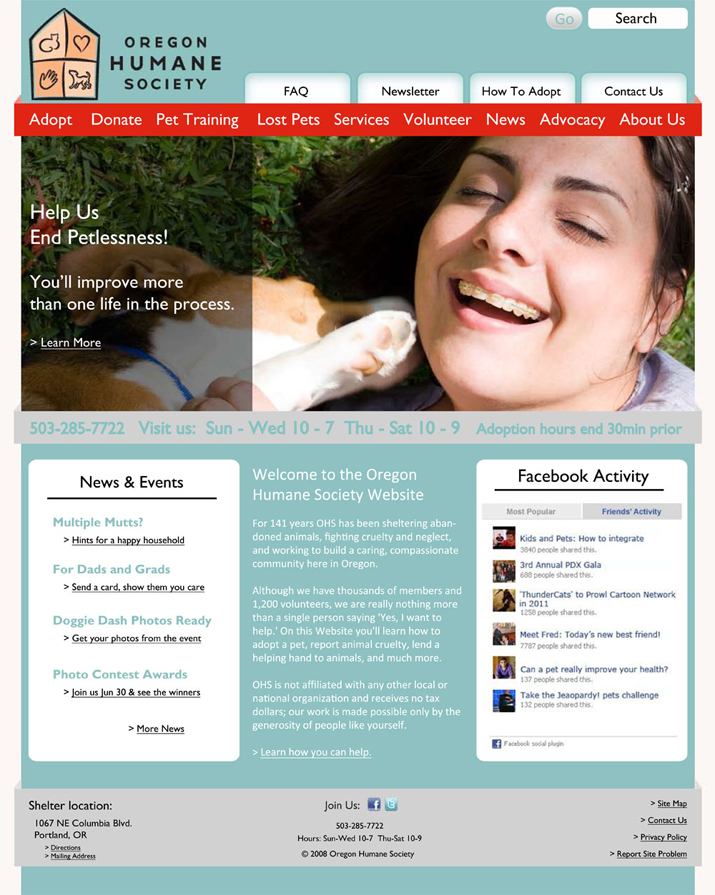 OREGON
HUMANE
SOCIETY
Go
Search
FAQ
Newsletter
How To Adopt
Contact Us
Adopt Donate Pet Training Lost Pets Services Volunteer News Advocacy About Us
Help Us
End Petlessness!
You'll improve more
than one life in the process.
> Learn More
503-285-7722 Visit us: Sun - Wed 10 - 7 Thu - Sat 10 - 9 Adoption hours end 30min prior
News & Events
Multiple Mutts?
> Hints for a happy household
For Dads and Grads
> Send a card, show them you care
Doggie Dash Photos Ready
> Get your photos from the event
Photo Contest Awards
> Join us Jun 30 & see the winners
> More News
Welcome to the Oregon
Humane Society Website
For 141 years OHS has been sheltering aban-
doned animals, fighting cruelty and neglect,
and working to build a caring, compassionate
community here in Oregon.
Although we have thousands of members and
1,200 volunteers, we are really nothing more
than a single person saying 'Yes, I want to
help.' On this Website you'll learn how to
adopt a pet, report animal cruelty, lend a
helping hand to animals, and much more.
OHS is not affiliated with any other local or
national organization and receives no tax
dollars; our work is made possible only by the
generosity of people like yourself.
> Learn how you can help.
Facebook Activity
Most Popular
Friends' Activity
Kids and Pets: How to integrate
3840 people shared this.
3rd Annual PDX Gala
688 people shared this.
'ThunderCats' to Prowl Cartoon Network
in 2011
1258 people shared this.
Meet Fred: Today's new best friend!
7787 people shared this.
Can a pet really improve your health?
137 people shared this.
Take the Jeaopardy! pets challenge
132 people shared this.
Facebook social plugin
Shelter location:
1067 NE Columbia Blvd.
Portland, OR
> Directions
> Mailing Address
Join Us:
503-285-7722
Hours: Sun-Wed 10-7 Thu-Sat 10-9
© 2008 Oregon Humane Society
> Site Map
> Contact Us
> Privacy Policy
> Report Site Problem